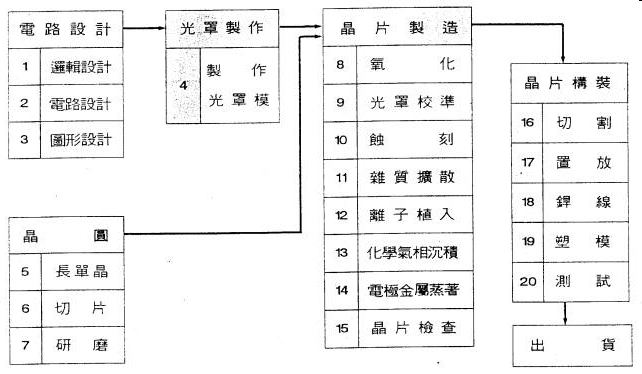 電路設計
1 邏輯設計
2 電路設計
3 圖形設計
光罩製作
4 製作
光罩模
晶片製造
8 氧化
9 光罩校準
10 蝕刻
11 雜質擴散
12 離子植入
13 化學氣相沉積
14 電極金屬蒸著
15 晶片檢查
晶圓
5 長單晶
6 切片
7 研磨
晶片構裝
16 切割
17 置放
18 銲線
19 塑模
20 測試
出貨